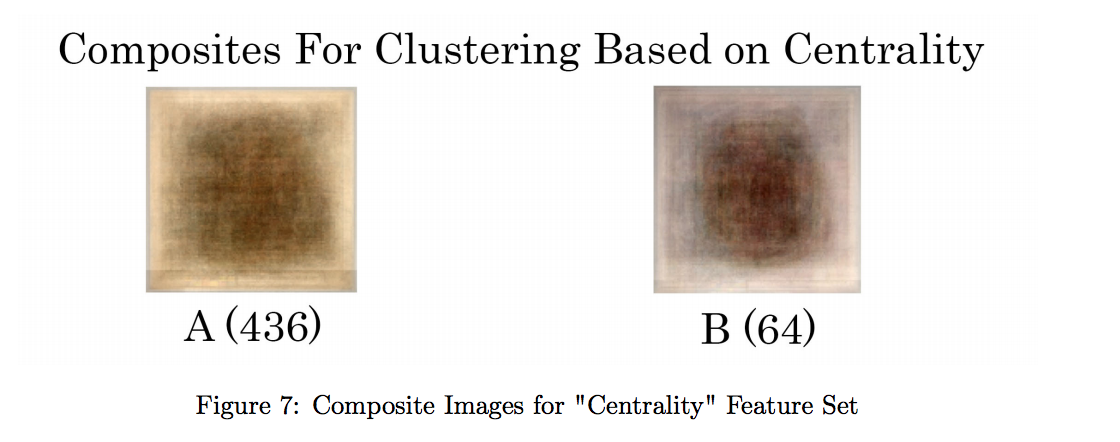 Composites For Clustering Based on Centrality
A (436)
B (64)
Figure 7: Composite Images for "Centrality" Feature Set